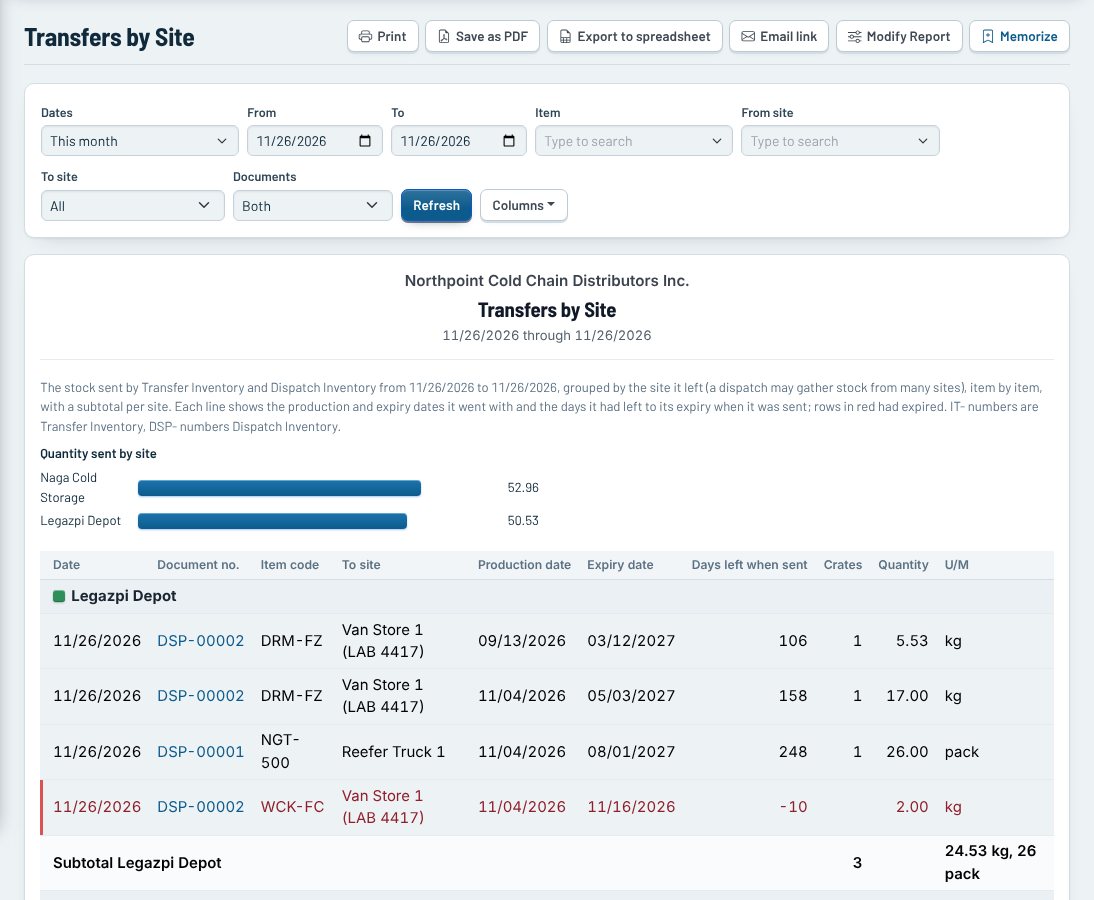 Transfers by Site
Print
Save as PDF
Export to spreadsheet
Email link
Modify Report
Memorize
Dates
From
To
Item
From site
This month
11/26/2026
11/26/2026
Type to search
Type to search
To site
Documents
All
Both
Refresh
Columns
Northpoint Cold Chain Distributors Inc.
Transfers by Site
11/26/2026 through 11/26/2026
The stock sent by Transfer Inventory and Dispatch Inventory from 11/26/2026 to 11/26/2026, grouped by the site it left (a dispatch may gather stock from many sites), item by item,
with a subtotal per site. Each line shows the production and expiry dates it went with and the days it had left to its expiry when it was sent; rows in red had expired. IT- numbers are
Transfer Inventory, DSP- numbers Dispatch Inventory.
Quantity sent by site
Naga Cold
Storage
52.96
Legazpi Depot
50.53
Date Document no. Item code To site Production date Expiry date Days left when sent Crates Quantity U/M
Legazpi Depot
11/26/2026 DSP-00002 DRM-FZ Van Store 1 (LAB 4417) 09/13/2026 03/12/2027 106 1 5.53 kg
11/26/2026 DSP-00002 DRM-FZ Van Store 1 (LAB 4417) 11/04/2026 05/03/2027 158 1 17.00 kg
11/26/2026 DSP-00001 NGT-500 Reefer Truck 1 11/04/2026 08/01/2027 248 1 26.00 pack
11/26/2026 DSP-00002 WCK-FC Van Store 1 (LAB 4417) 11/04/2026 11/16/2026 -10 2.00 kg
Subtotal Legazpi Depot 3 24.53 kg, 26 pack